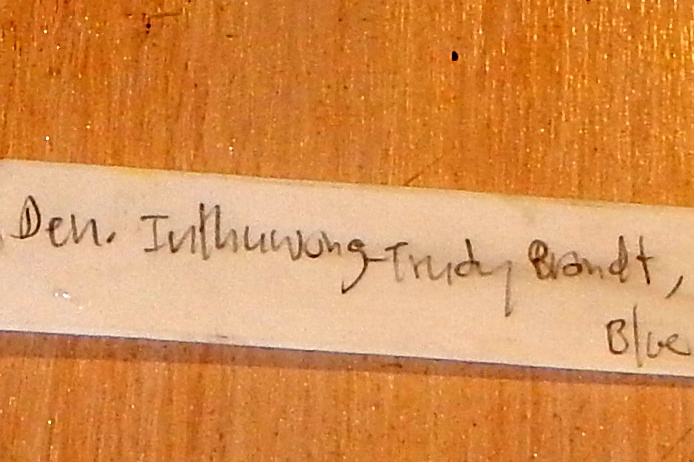 Den. Inthuwong-Trudy Brandt,
Blue